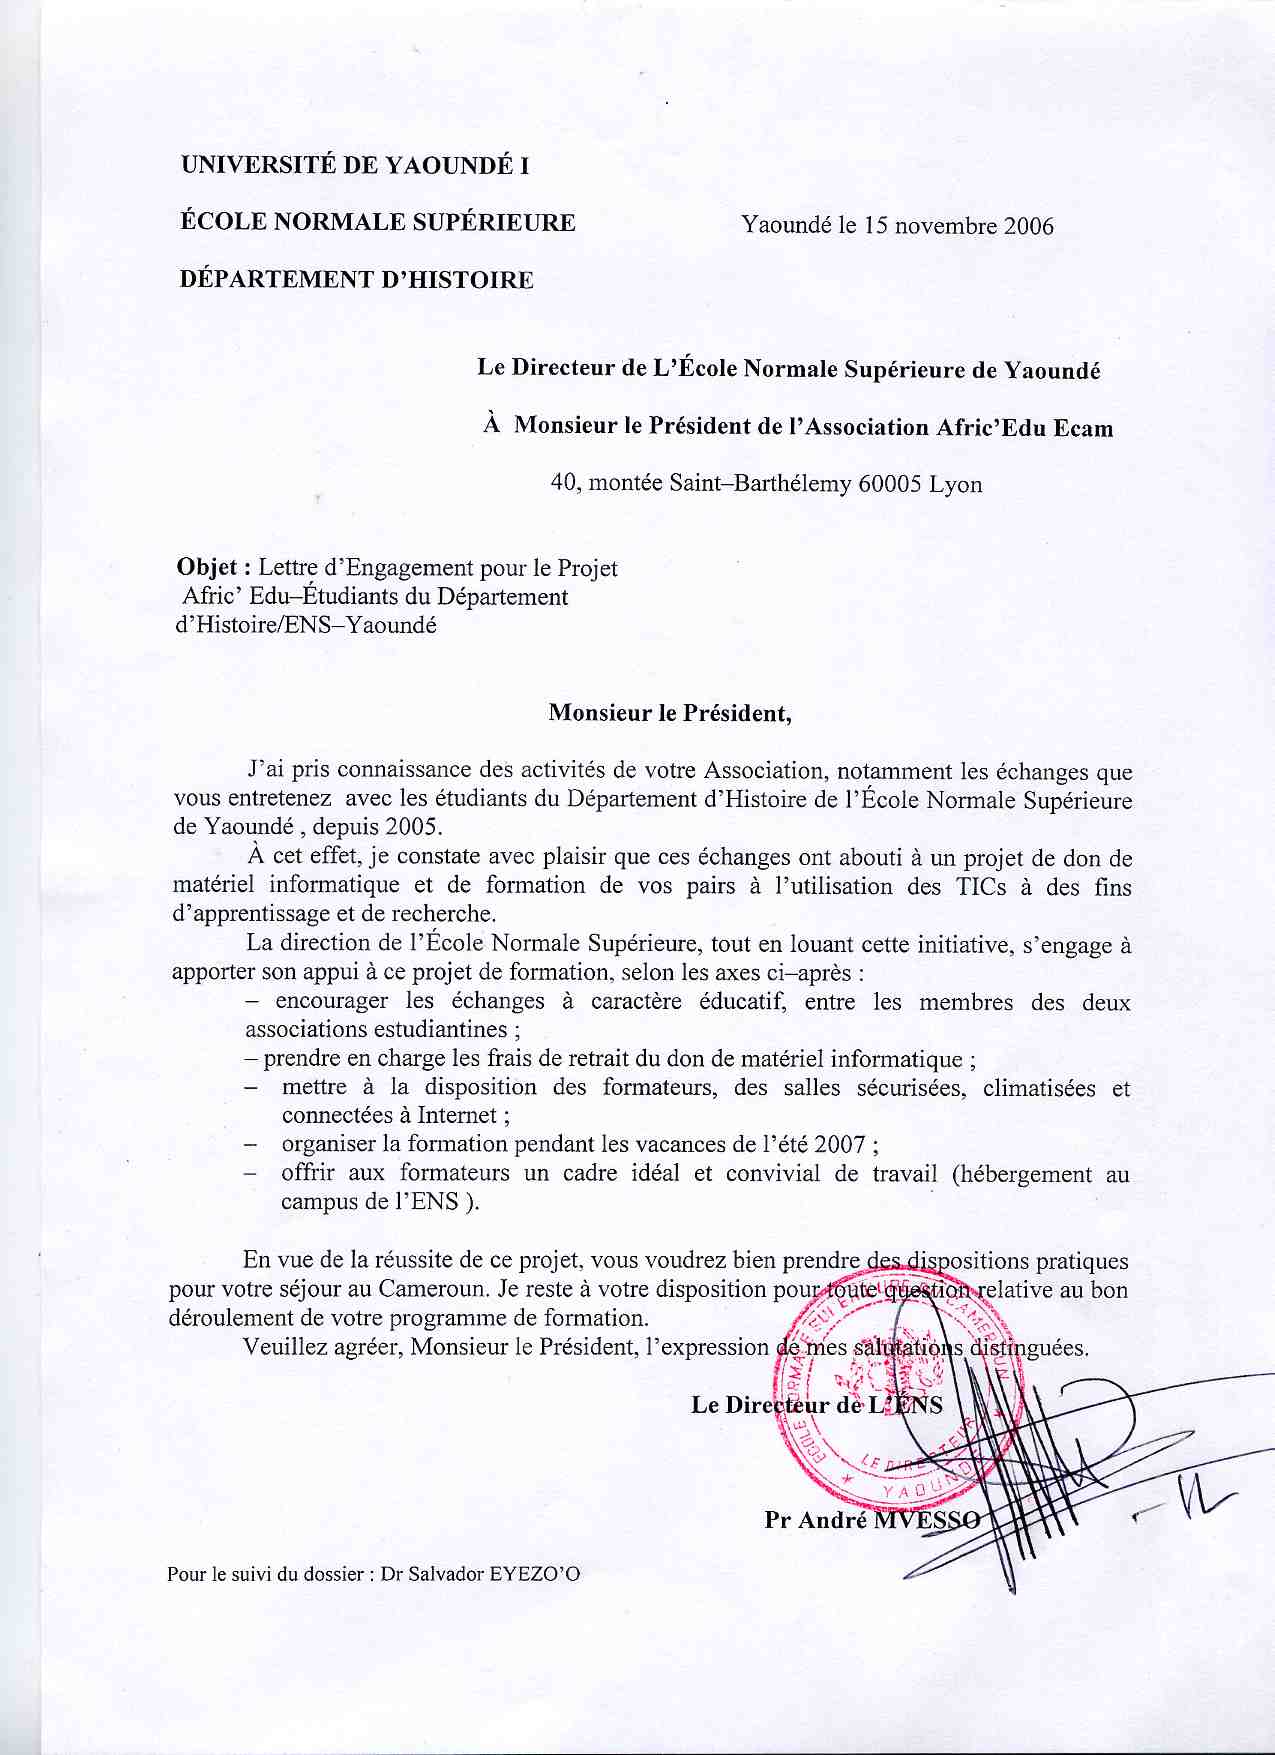 UNIVERSITÉ DE YAOUNDÉ I
ÉCOLE NORMALE SUPÉRIEURE
Yaoundé le 15 novembre 2006
DÉPARTEMENT D’HISTOIRE
Le Directeur de L’École Normale Supérieure de Yaoundé
À Monsieur le Président de l’Association Afric’Edu Ecam
40, montée Saint–Barthélemy 60005 Lyon
Objet : Lettre d’Engagement pour le Projet
Afric’ Edu–Étudiants du Département
d’Histoire/ENS–Yaoundé
Monsieur le Président,
J’ai pris connaissance des activités de votre Association, notamment les échanges que
vous entretenez avec les étudiants du Département d’Histoire de l’École Normale Supérieure
de Yaoundé , depuis 2005.
À cet effet, je constate avec plaisir que ces échanges ont abouti à un projet de don de
matériel informatique et de formation de vos pairs à l’utilisation des TICs à des fins
d’apprentissage et de recherche.
La direction de l’École Normale Supérieure, tout en louant cette initiative, s’engage à
apporter son appui à ce projet de formation, selon les axes ci–après :
– encourager les échanges à caractère éducatif, entre les membres des deux
associations estudiantines ;
– prendre en charge les frais de retrait du don de matériel informatique ;
– mettre à la disposition des formateurs, des salles sécurisées, climatisées et
connectées à Internet ;
– organiser la formation pendant les vacances de l’été 2007 ;
– offrir aux formateurs un cadre idéal et convivial de travail (hébergement au
campus de l’ENS ).
En vue de la réussite de ce projet, vous voudrez bien prendre des dispositions pratiques
pour votre séjour au Cameroun. Je reste à votre disposition pour toute question relative au bon
déroulement de votre programme de formation.
Veuillez agréer, Monsieur le Président, l’expression de mes salutations distinguées.
Le Directeur de L’ÉNS
ECOLE NORMALE SUPERIEURE DU CAMEROUN
LE DIRECTEUR
YAOUNDE
Pr André MVESSO
Pour le suivi du dossier : Dr Salvador EYEZO’O